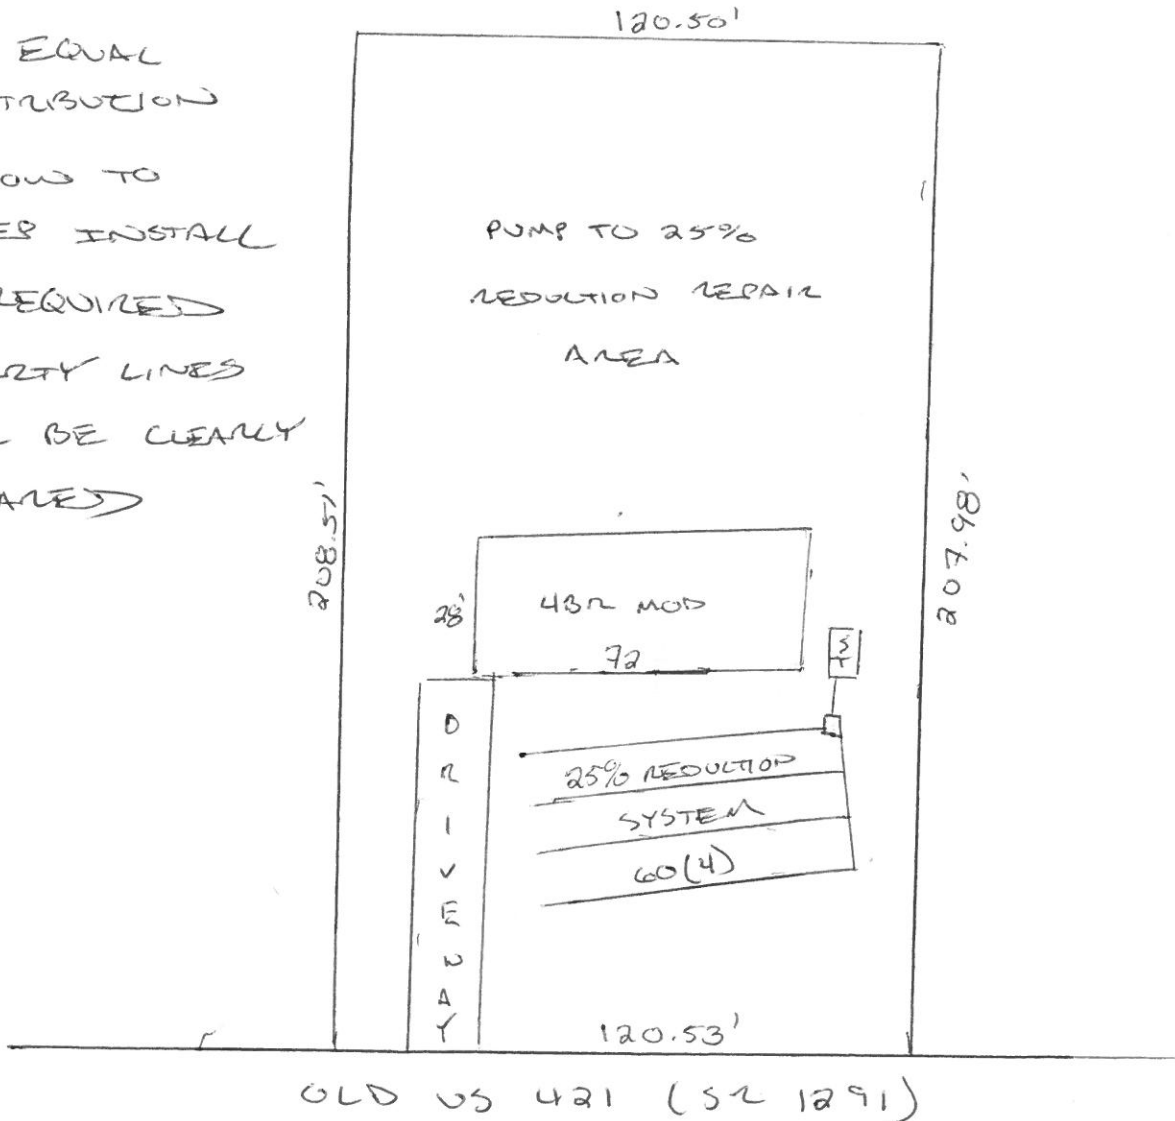 120.50'
EQUAL
TRIBUTION
OW TO
INSTALL
REQUIRED
RTY LINES
BE CLEARLY
PUMP TO 25%
REDUCTION REPAIR
AREA
208.51'
207.98'
28'
4BR MOD
72
ST
DRIVEWAY
25% REDUCTION
SYSTEM
60(4)
120.53'
OLD US 421 (SR 1291)